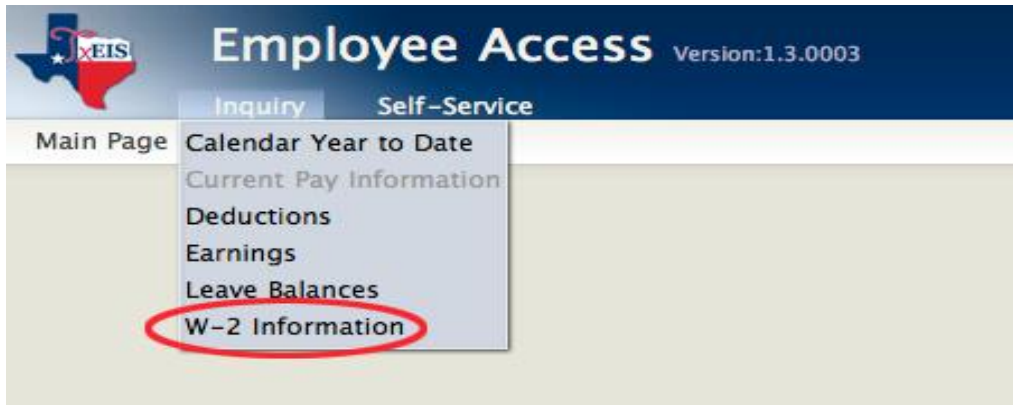 TxEIS
Employee Access Version:1.3.0003
Inquiry Self-Service
Main Page
Calendar Year to Date
Current Pay Information
Deductions
Earnings
Leave Balances
W-2 Information